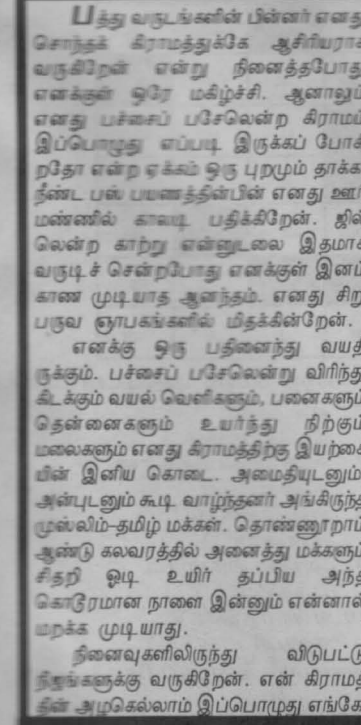 பத்து வருடங்களின் பின்னர் எனது
சொந்தக் கிராமத்துக்கே ஆசிரியராக
வருகிறேன் என்று நினைத்தபோது
எனக்குள் ஒரே மகிழ்ச்சி. ஆனாலும்
எனது பச்சைப் பசேலென்ற கிராமம்
இப்பொழுது எப்படி இருக்கப் போகி
றதோ என்ற ஏக்கம் ஒரு புறமும் தாக்க
நீண்ட பஸ் பயணத்தின்பின் எனது ஊர்
மண்ணில் காலடி பதிக்கிறேன். ஜில்
லென்ற காற்று என்னுடலை இதமாக
வருடிச் சென்றபோது எனக்குள் இனம்
காண முடியாத ஆனந்தம். எனது சிறு
பருவ ஞாபகங்களில் மிதக்கின்றேன்.
எனக்கு ஒரு பதினைந்து வயதி
ருக்கும். பச்சைப் பசேலென்று விரிந்து
கிடக்கும் வயல் வெளிகளும், பனைகளும்
தென்னைகளும் உயர்ந்து நிற்கும்
மலைகளும் எனது கிராமத்திற்கு இயற்கை
யின் இனிய கொடை. அமைதியுடனும்
அன்புடனும் கூடி வாழ்ந்தனர் அங்கிருந்த
முஸ்லிம்-தமிழ் மக்கள். தொண்ணூறாம்
ஆண்டு கலவரத்தில் அனைத்து மக்களும்
சிதறி ஓடி உயிர் தப்பிய அந்த
கொடூரமான நாளை இன்னும் என்னால்
மறக்க முடியாது.
நினைவுகளிலிருந்து விடுபட்டு
நிஜங்களுக்கு வருகிறேன். என் கிராமத்
தின் அழகெல்லாம் இப்பொழுது எங்கே